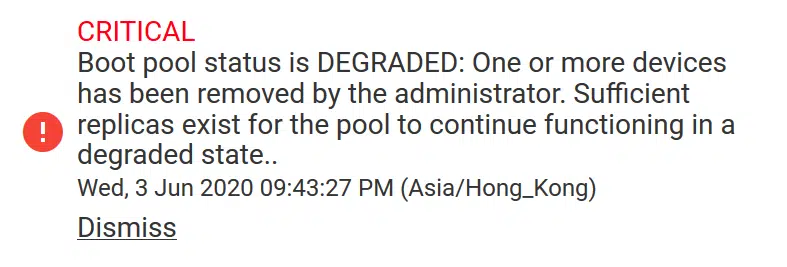 CRITICAL
Boot pool status is DEGRADED: One or more devices
has been removed by the administrator. Sufficient
replicas exist for the pool to continue functioning in a
degraded state..
Wed, 3 Jun 2020 09:43:27 PM (Asia/Hong_Kong)
Dismiss